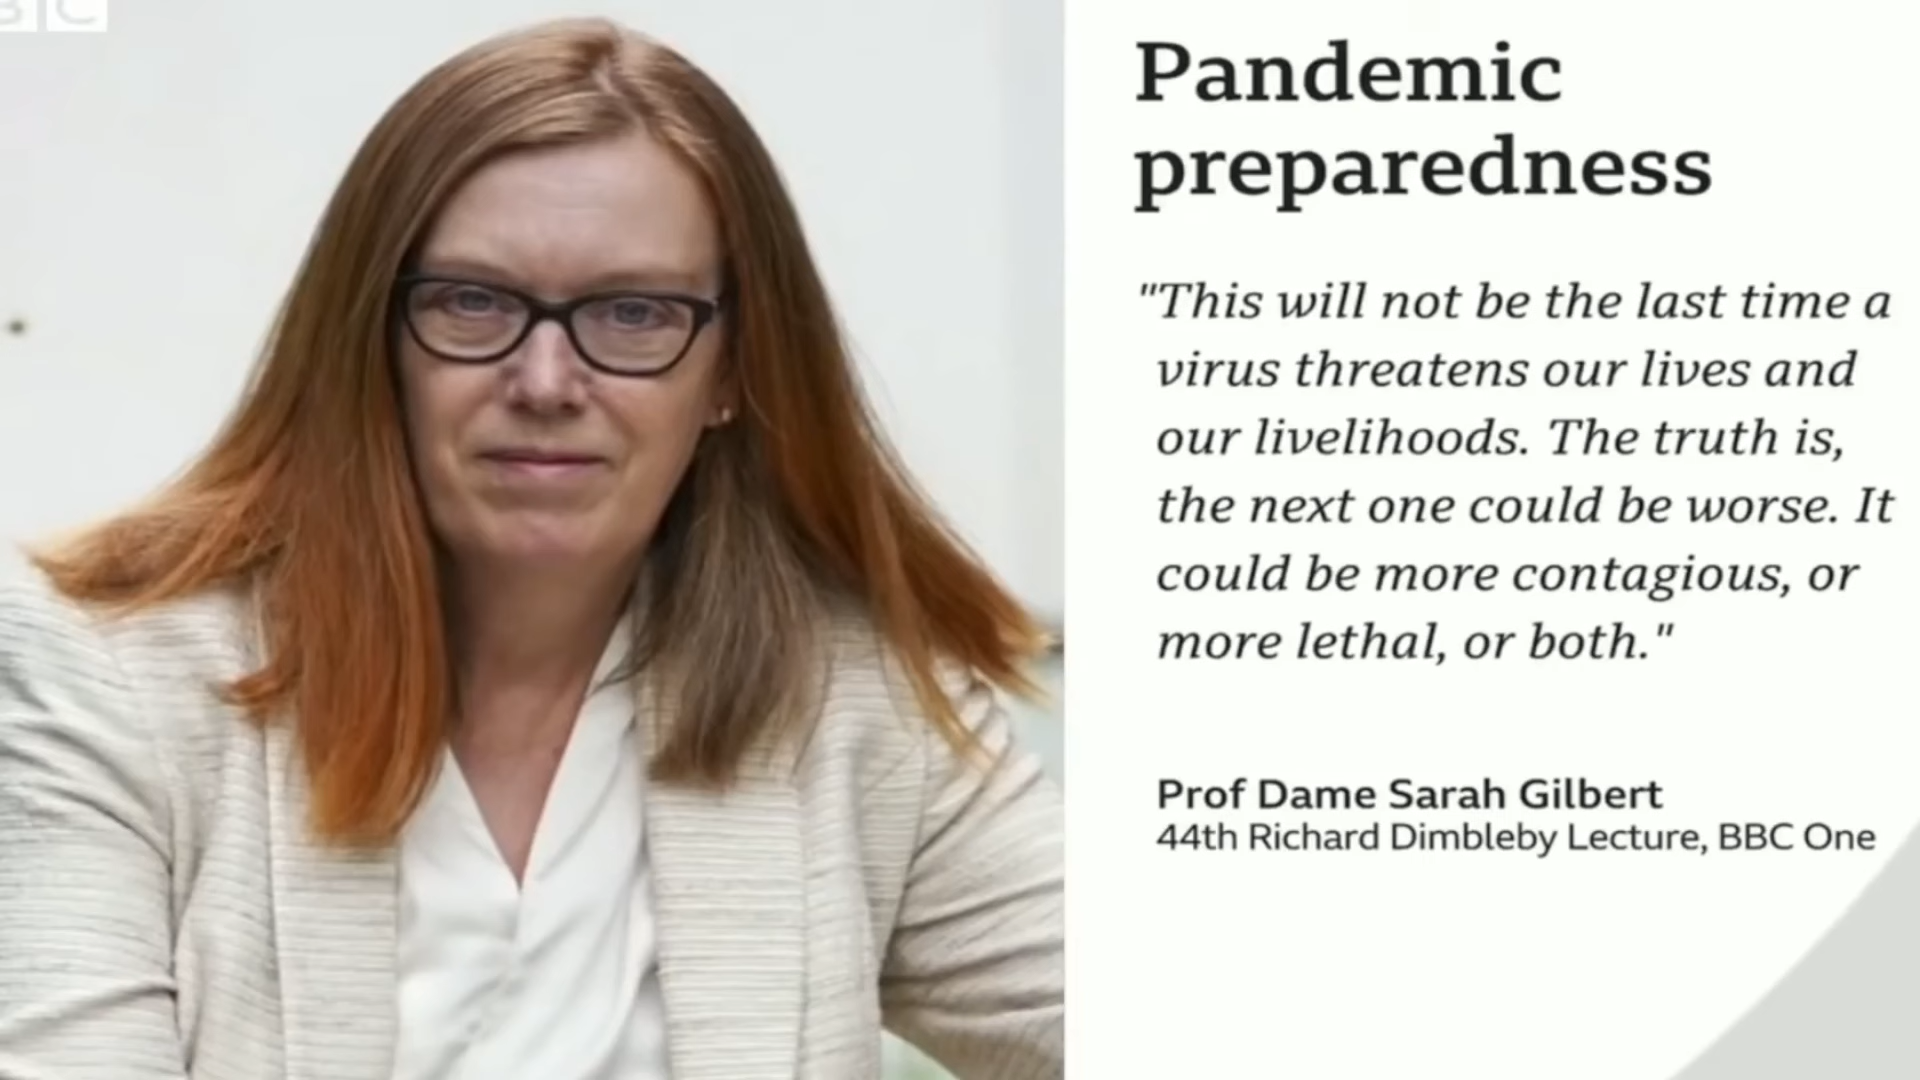 BC
Pandemic
preparedness
"This will not be the last time a
virus threatens our lives and
our livelihoods. The truth is,
the next one could be worse. It
could be more contagious, or
more lethal, or both."
Prof Dame Sarah Gilbert
44th Richard Dimbleby Lecture, BBC One